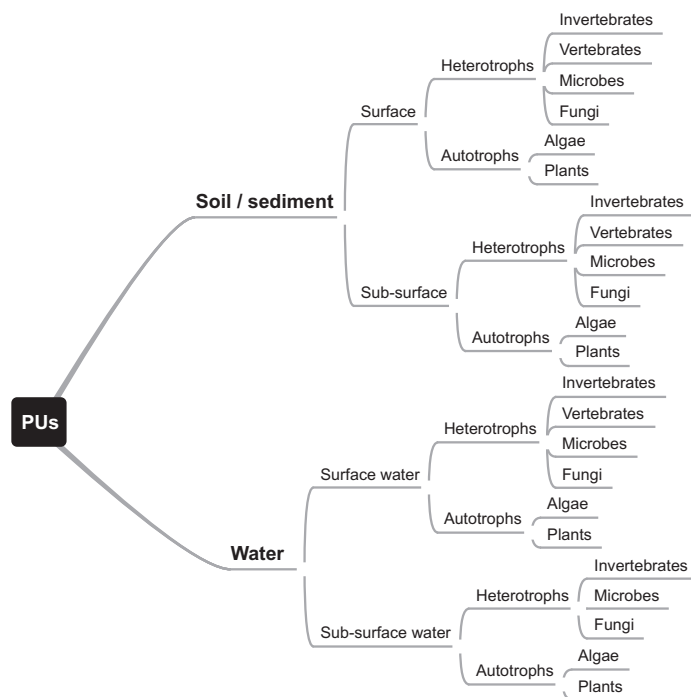 PUs
Soil / sediment
Surface
Heterotrophs
Invertebrates
Vertebrates
Microbes
Fungi
Autotrophs
Algae
Plants
Sub-surface
Heterotrophs
Invertebrates
Vertebrates
Microbes
Fungi
Autotrophs
Algae
Plants
Water
Surface water
Heterotrophs
Invertebrates
Vertebrates
Microbes
Fungi
Autotrophs
Algae
Plants
Sub-surface water
Heterotrophs
Invertebrates
Microbes
Fungi
Autotrophs
Algae
Plants